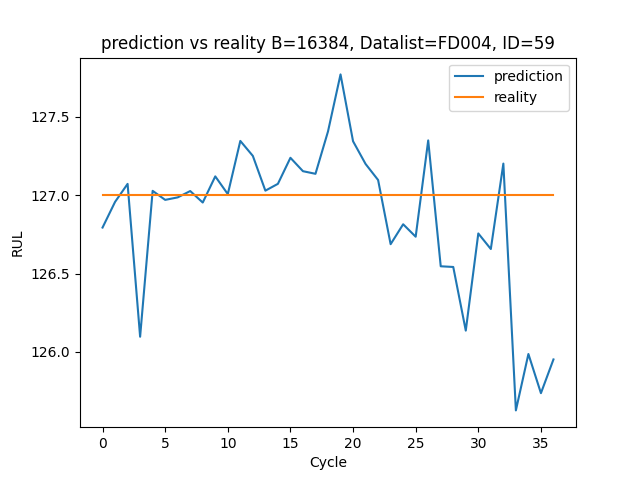 prediction vs reality B=16384, Datalist=FD004, ID=59
prediction
reality
127.5
127.0
126.5
126.0
RUL
0 5 10 15 20 25 30 35
Cycle